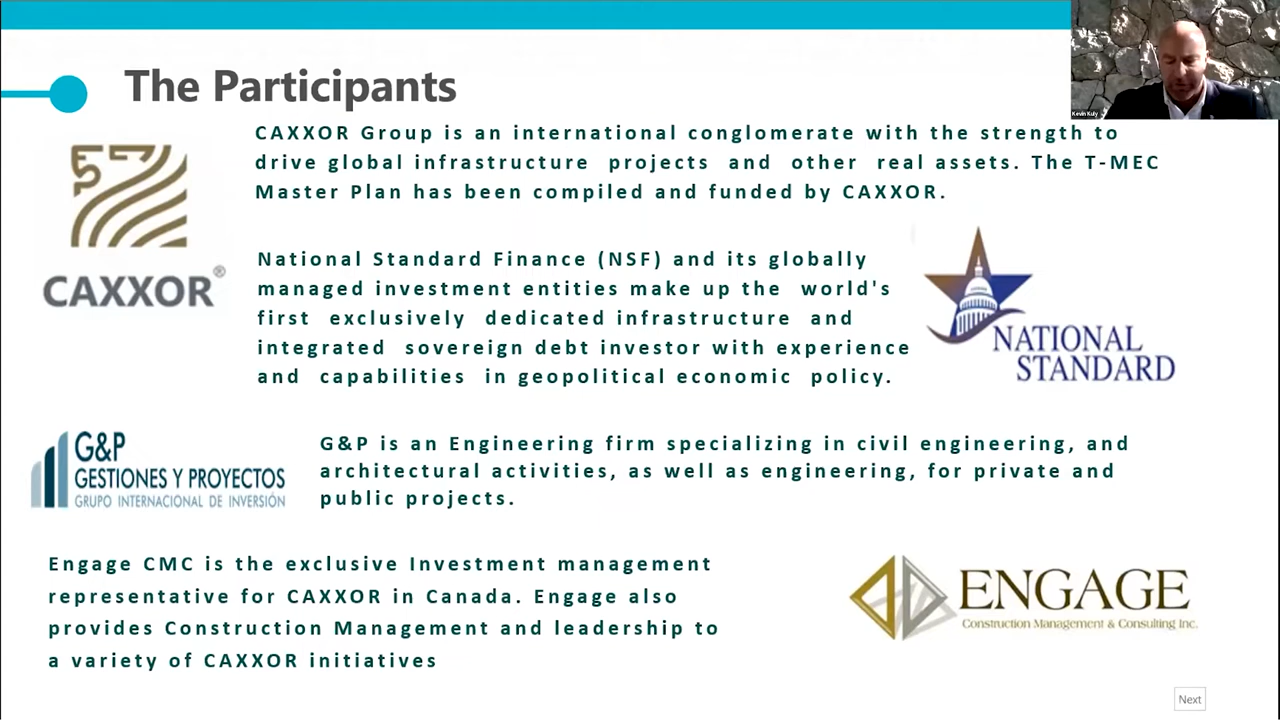 The Participants
Kevin Kuly
CAXXOR Group is an international conglomerate with the strength to
drive global infrastructure projects and other real assets. The T-MEC
Master Plan has been compiled and funded by CAXXOR.
CAXXOR®
National Standard Finance (NSF) and its globally
managed investment entities make up the world's
first exclusively dedicated infrastructure and
integrated sovereign debt investor with experience
and capabilities in geopolitical economic policy.
NATIONAL
STANDARD
G&P
GESTIONES Y PROYECTOS
GRUPO INTERNACIONAL DE INVERSIÓN
G&P is an Engineering firm specializing in civil engineering, and
architectural activities, as well as engineering, for private and
public projects.
Engage CMC is the exclusive Investment management
representative for CAXXOR in Canada. Engage also
provides Construction Management and leadership to
a variety of CAXXOR initiatives
ENGAGE
Construction Management & Consulting Inc.
Next